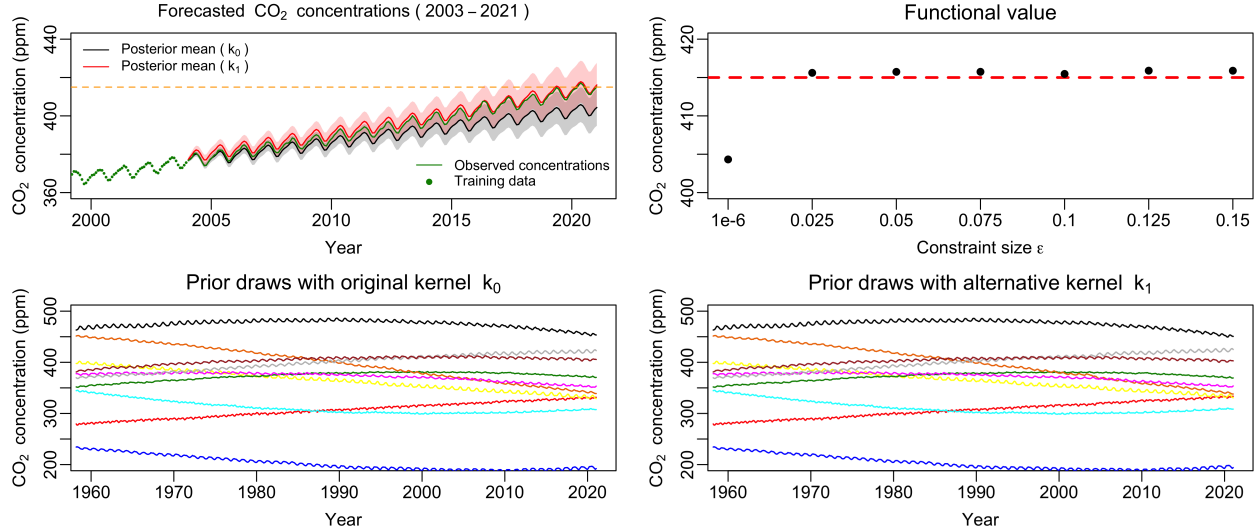 Forecasted CO2 concentrations ( 2003 – 2021 )
CO2 concentration (ppm)
440
400
360
Posterior mean ( k0 )
Posterior mean ( k1 )
Observed concentrations
Training data
2000 2005 2010 2015 2020
Year
Functional value
CO2 concentration (ppm)
420
410
400
1e-6 0.025 0.05 0.075 0.1 0.125 0.15
Constraint size ε
Prior draws with original kernel k0
CO2 concentration (ppm)
500
400
300
200
1960 1970 1980 1990 2000 2010 2020
Year
Prior draws with alternative kernel k1
CO2 concentration (ppm)
500
400
300
200
1960 1970 1980 1990 2000 2010 2020
Year